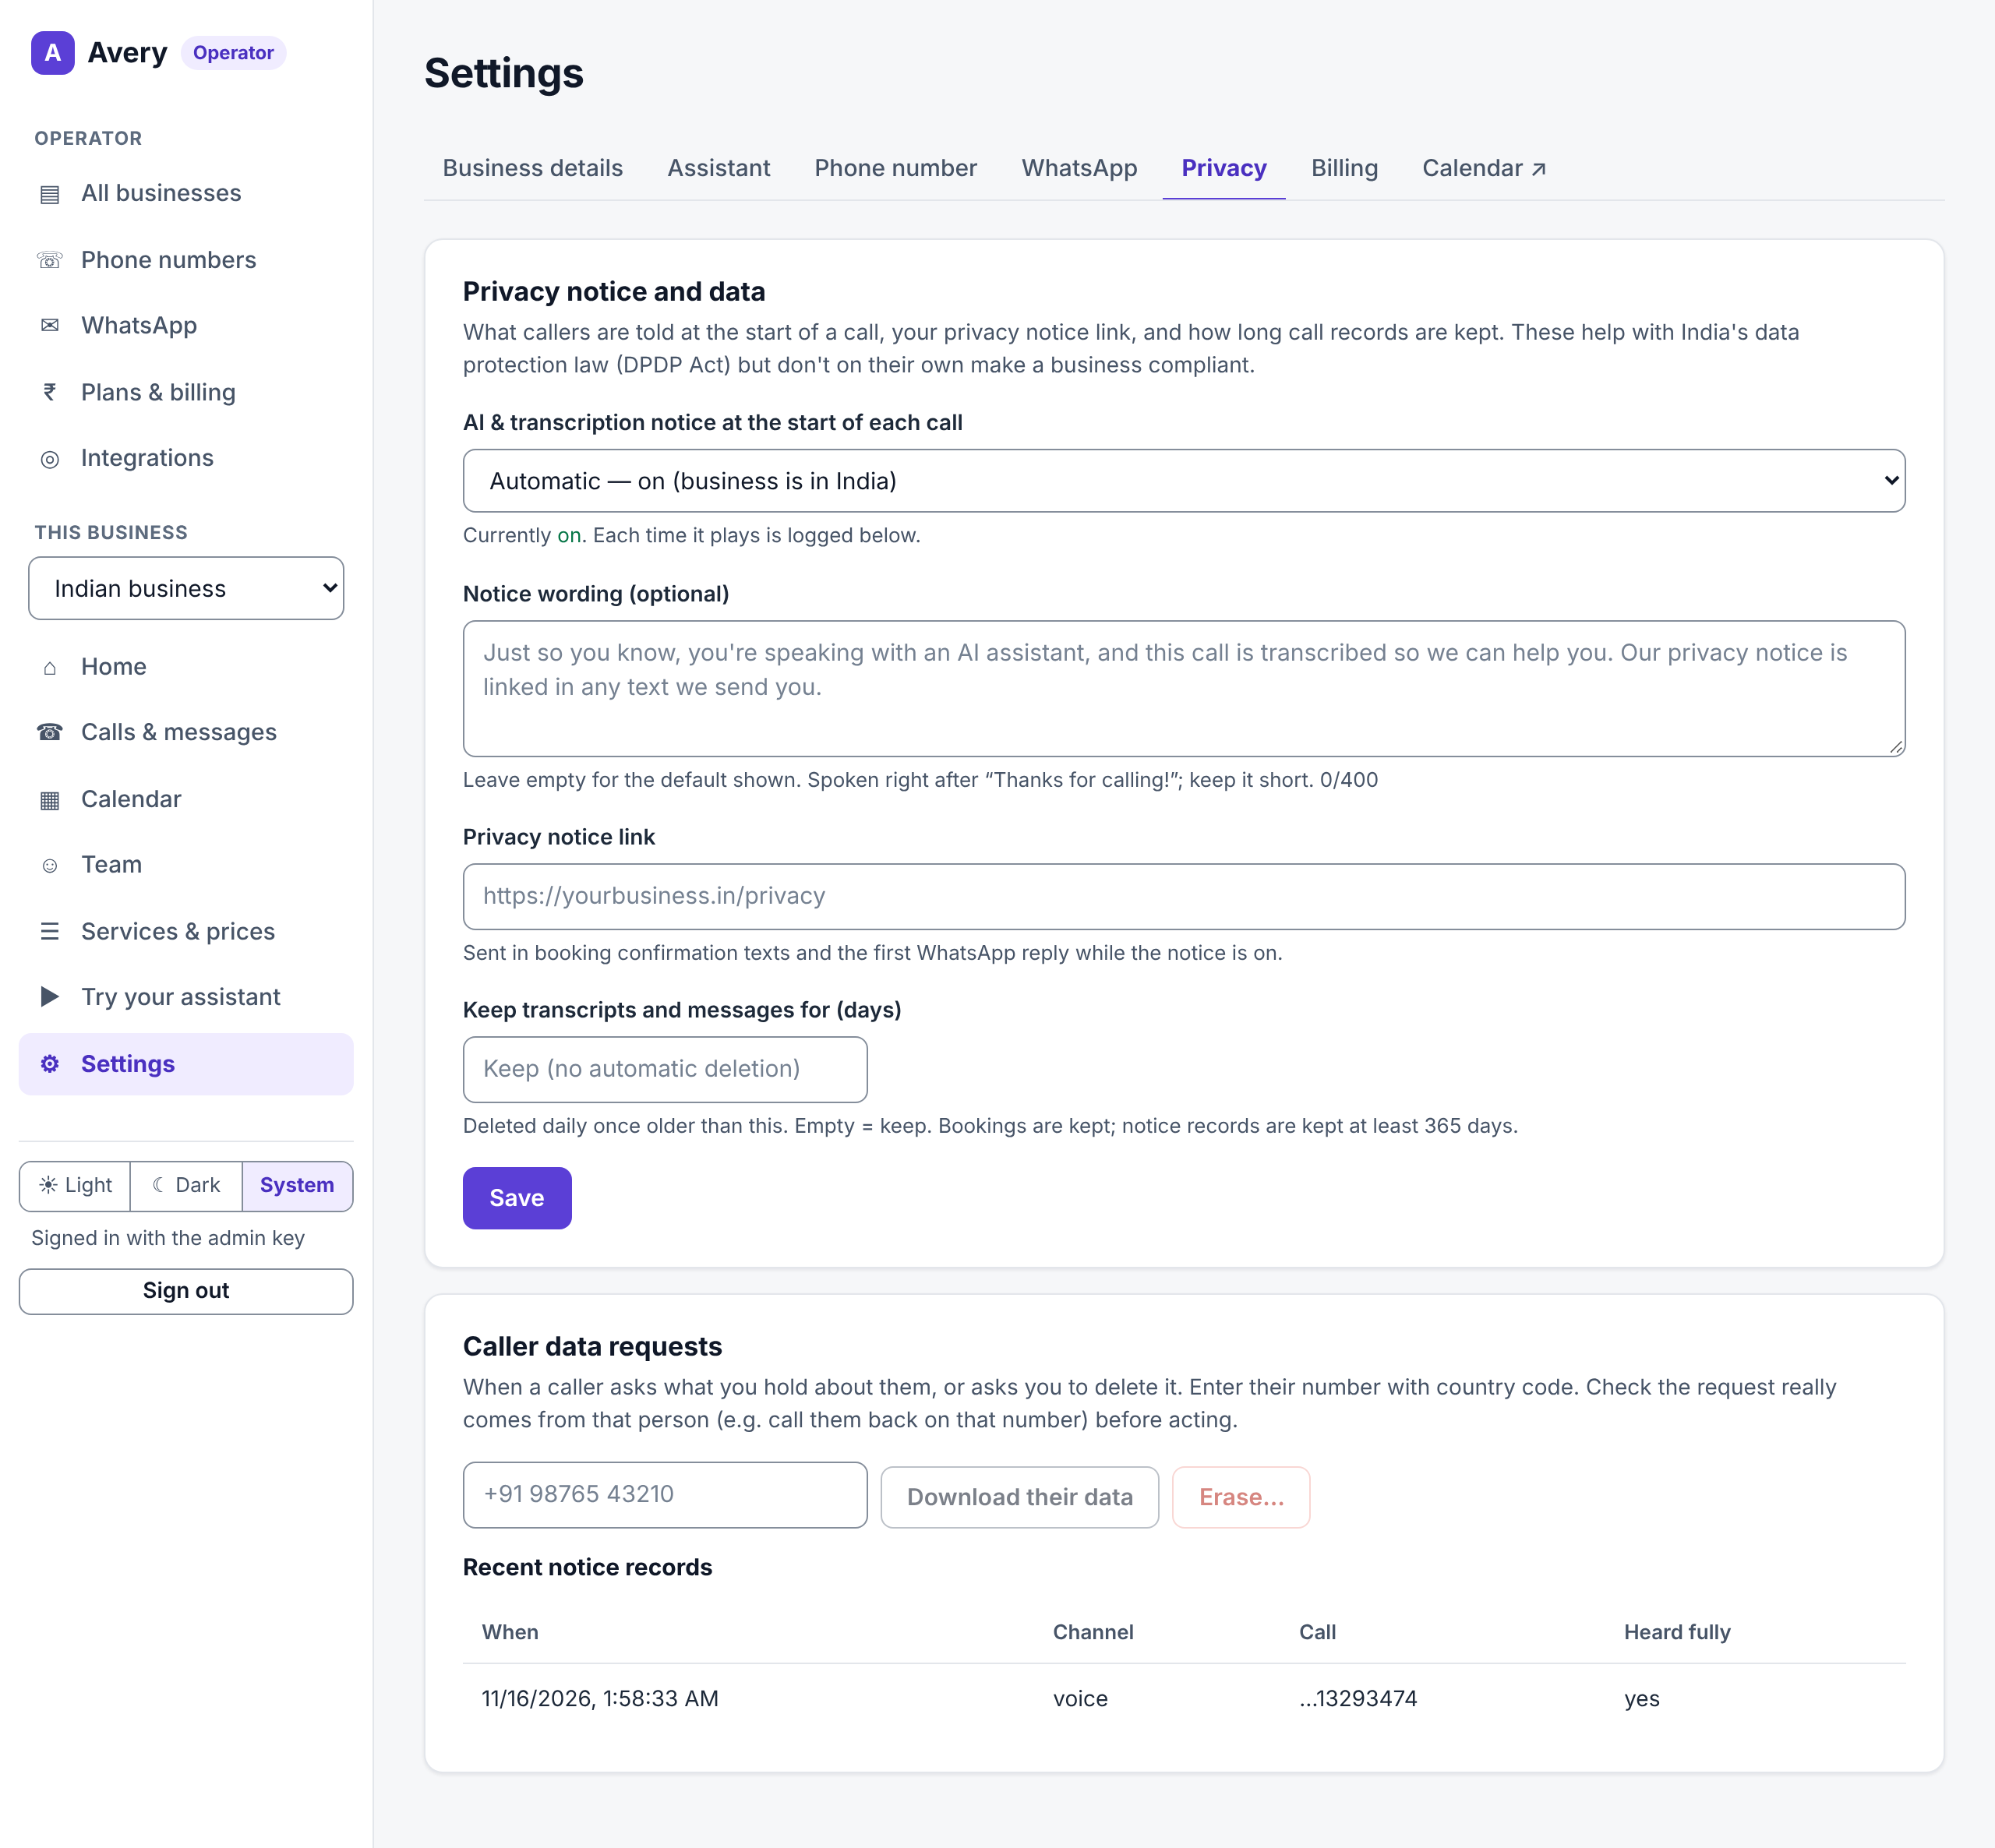 A Avery Operator
OPERATOR
All businesses
Phone numbers
WhatsApp
₹ Plans & billing
Integrations
THIS BUSINESS
Indian business
Home
Calls & messages
Calendar
Team
Services & prices
Try your assistant
Settings
Light Dark System
Signed in with the admin key
Sign out
Settings
Business details Assistant Phone number WhatsApp Privacy Billing Calendar ↗
Privacy notice and data
What callers are told at the start of a call, your privacy notice link, and how long call records are kept. These help with India's data
protection law (DPDP Act) but don't on their own make a business compliant.
AI & transcription notice at the start of each call
Automatic — on (business is in India)
Currently on. Each time it plays is logged below.
Notice wording (optional)
Just so you know, you're speaking with an AI assistant, and this call is transcribed so we can help you. Our privacy notice is
linked in any text we send you.
Leave empty for the default shown. Spoken right after “Thanks for calling!”; keep it short. 0/400
Privacy notice link
https://yourbusiness.in/privacy
Sent in booking confirmation texts and the first WhatsApp reply while the notice is on.
Keep transcripts and messages for (days)
Keep (no automatic deletion)
Deleted daily once older than this. Empty = keep. Bookings are kept; notice records are kept at least 365 days.
Save
Caller data requests
When a caller asks what you hold about them, or asks you to delete it. Enter their number with country code. Check the request really
comes from that person (e.g. call them back on that number) before acting.
+91 98765 43210 Download their data Erase…
Recent notice records
When Channel Call Heard fully
11/16/2026, 1:58:33 AM voice …13293474 yes